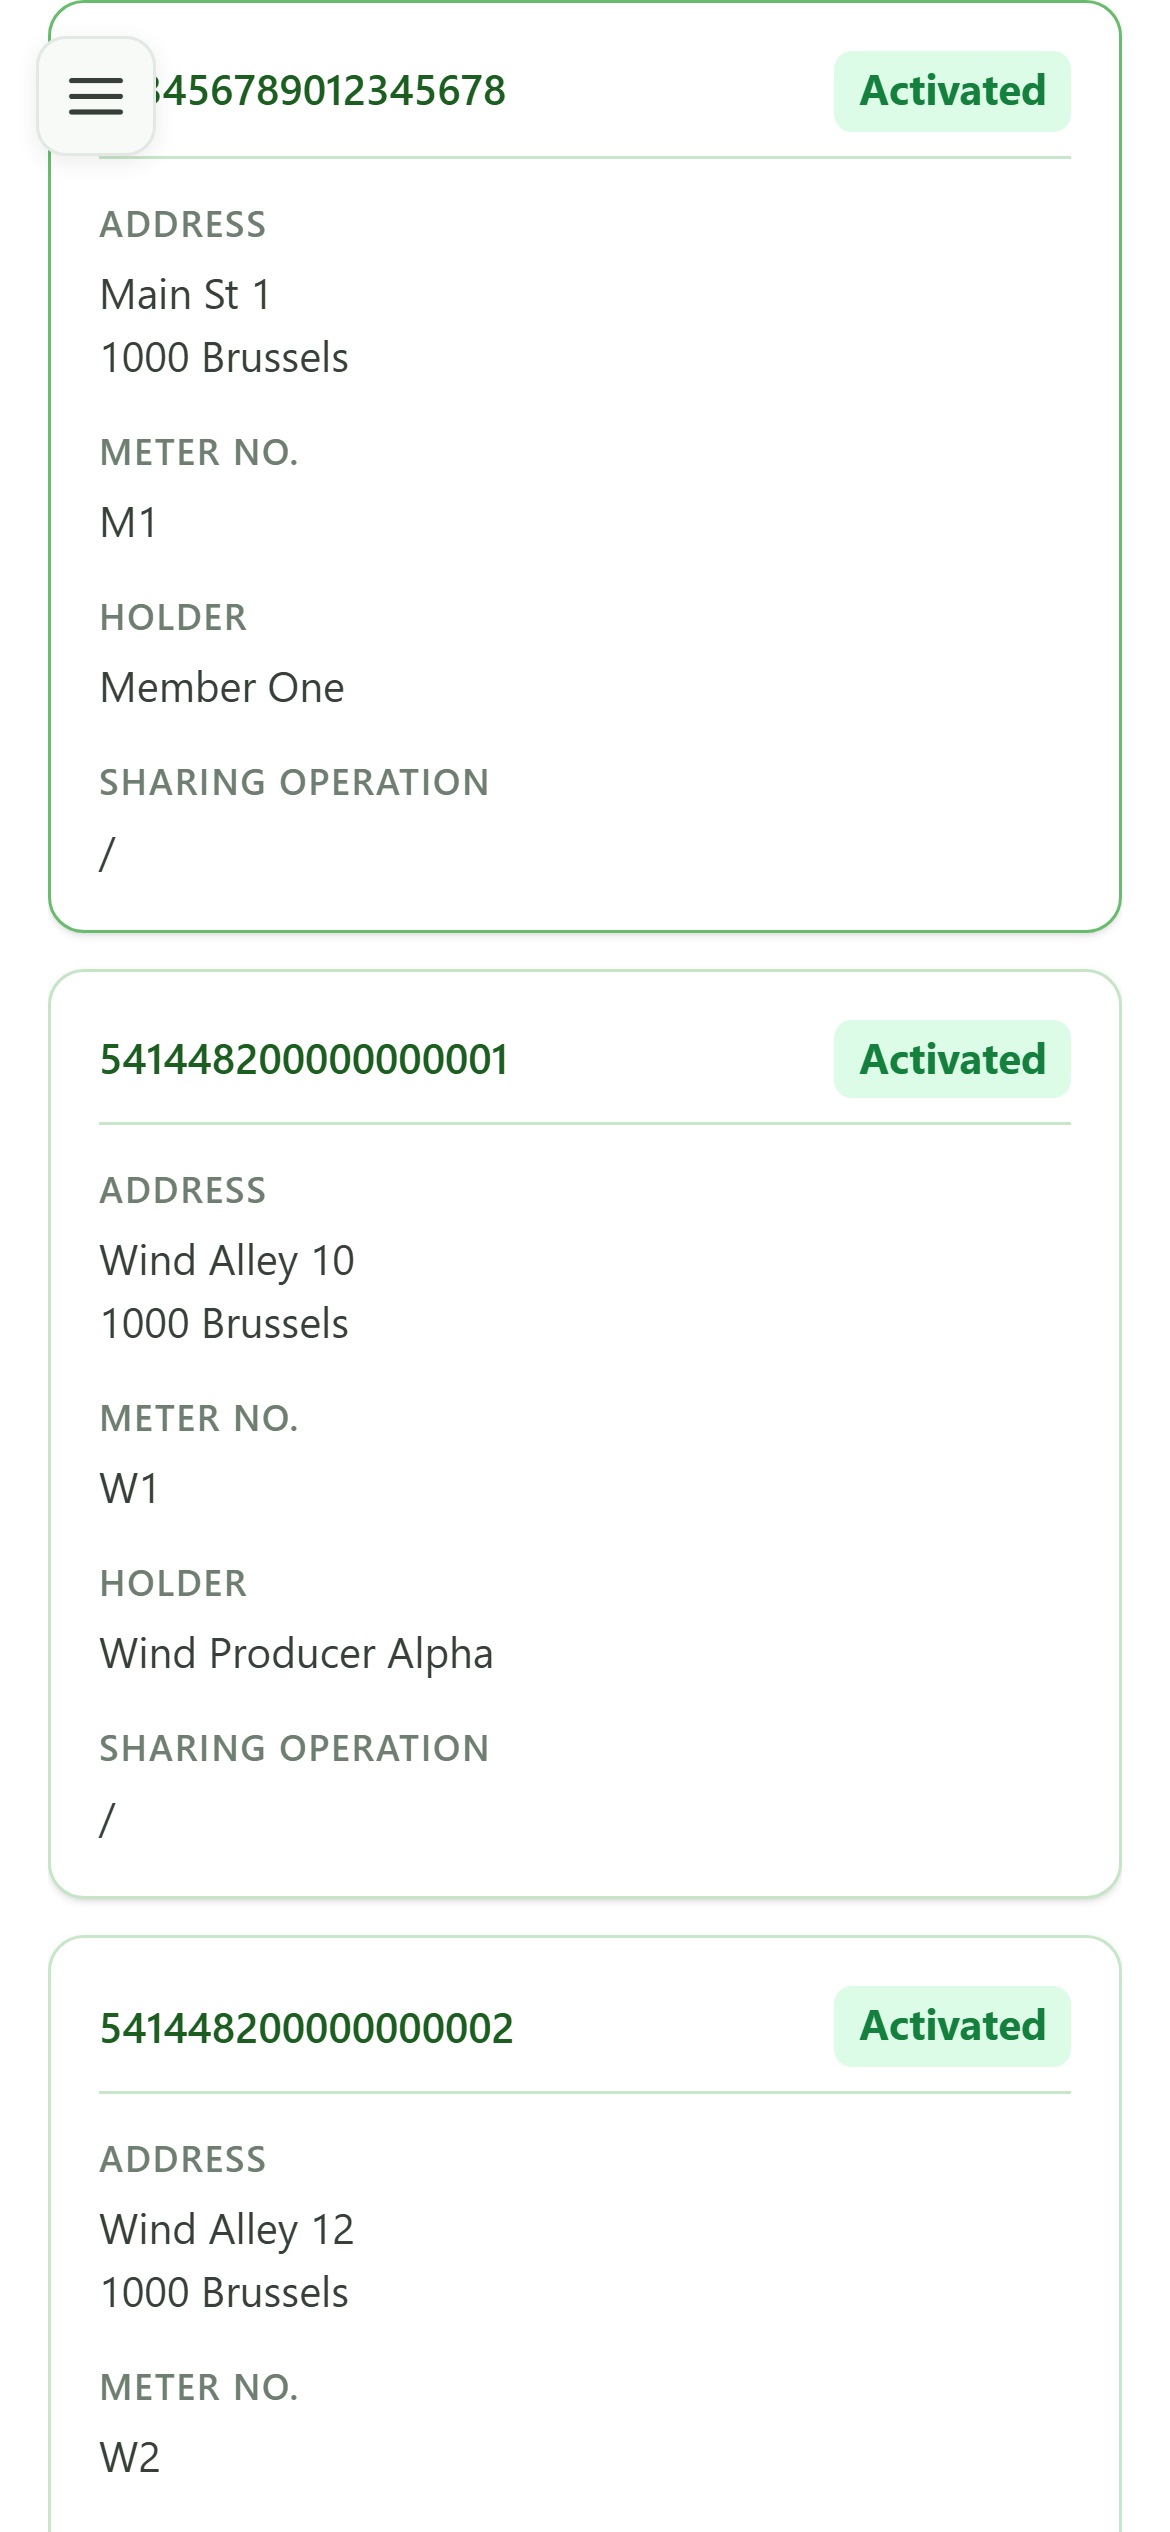 456789012345678
Activated
ADDRESS
Main St 1
1000 Brussels
METER NO.
M1
HOLDER
Member One
SHARING OPERATION
/
541448200000000001
Activated
ADDRESS
Wind Alley 10
1000 Brussels
METER NO.
W1
HOLDER
Wind Producer Alpha
SHARING OPERATION
/
541448200000000002
Activated
ADDRESS
Wind Alley 12
1000 Brussels
METER NO.
W2